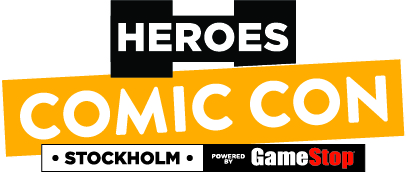 HEROES
COMIC CON
• STOCKHOLM • POWERED BY GameStop